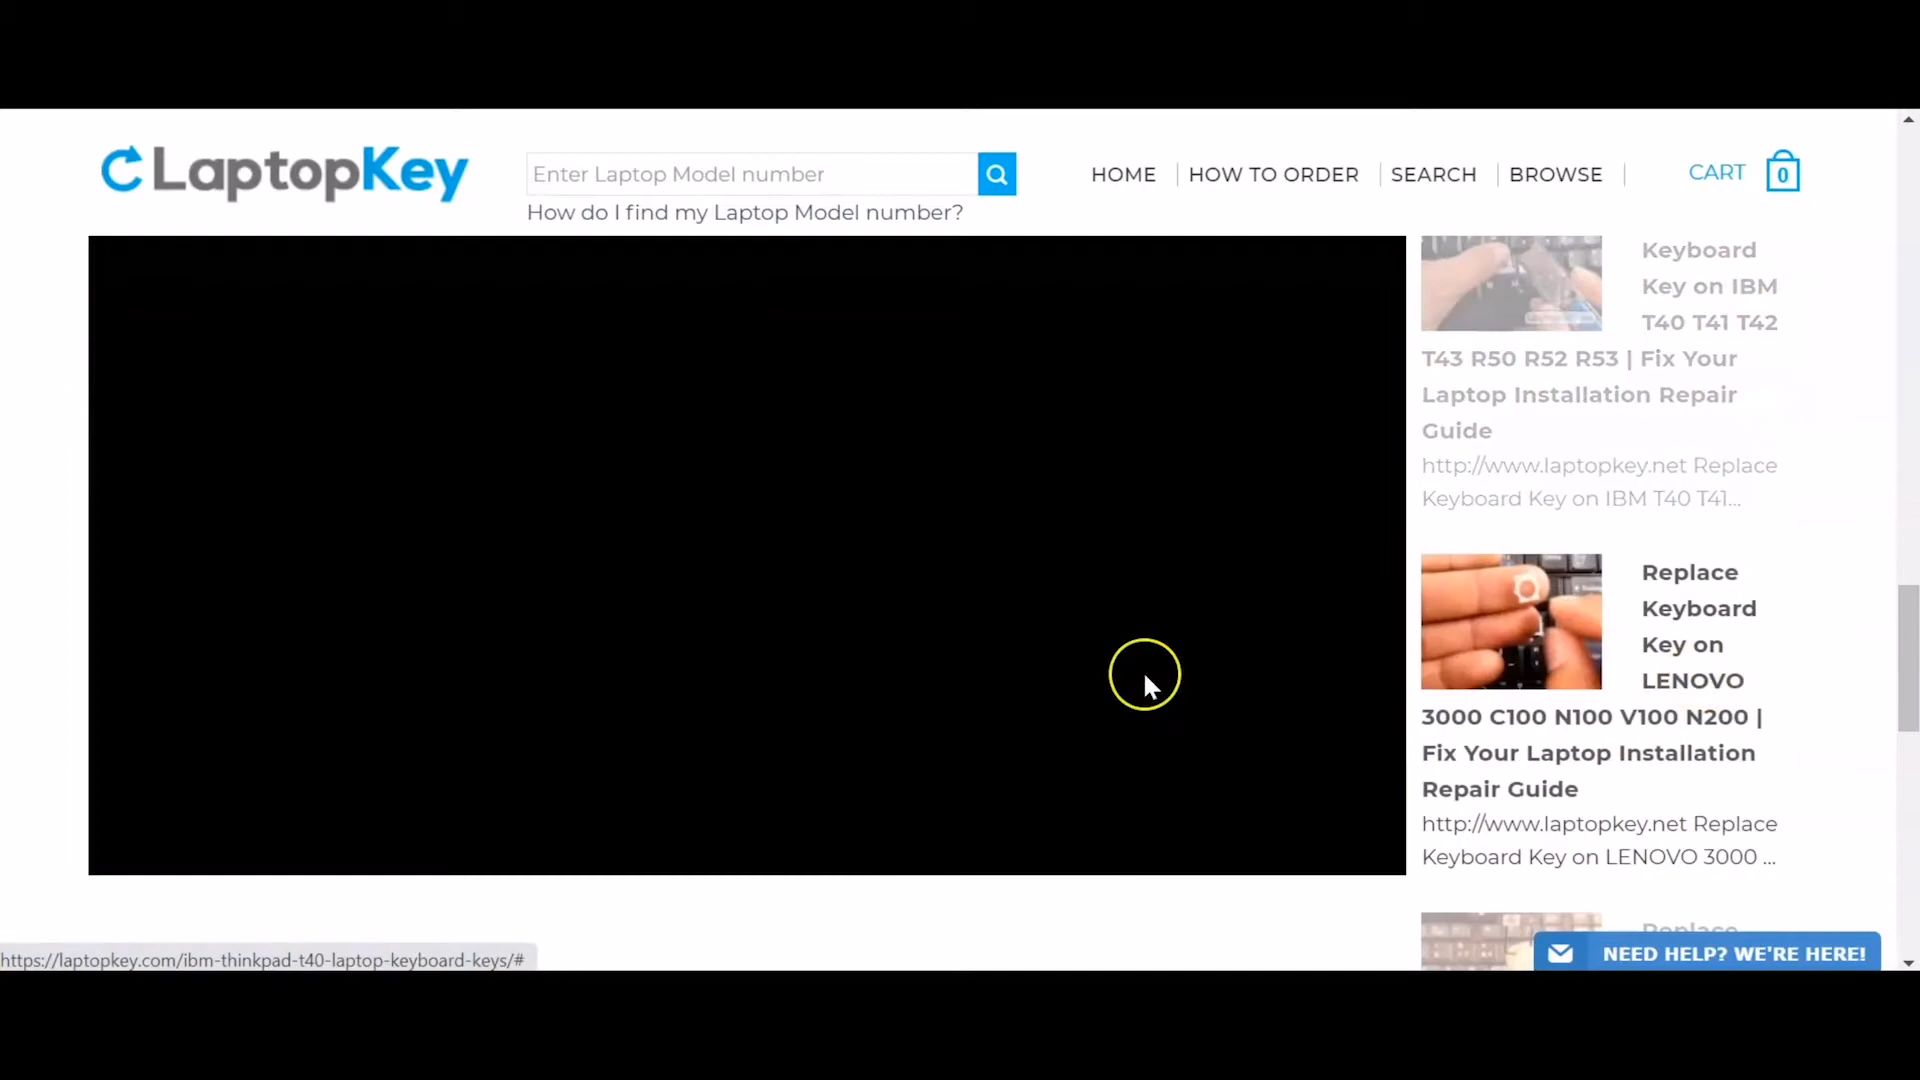 LaptopKey
Enter Laptop Model number
How do I find my Laptop Model number?
HOME
HOW TO ORDER
SEARCH
BROWSE
CART
0
Keyboard
Key on IBM
T40 T41 T42
T43 R50 R52 R53 | Fix Your
Laptop Installation Repair
Guide
http://www.laptopkey.net Replace
Keyboard Key on IBM T40 T41...
Replace
Keyboard
Key on
LENOVO
3000 C100 N100 V100 N200 |
Fix Your Laptop Installation
Repair Guide
http://www.laptopkey.net Replace
Keyboard Key on LENOVO 3000 ...
Replace
NEED HELP? WE'RE HERE!
https://laptopkey.com/ibm-thinkpad-t40-laptop-keyboard-keys/#